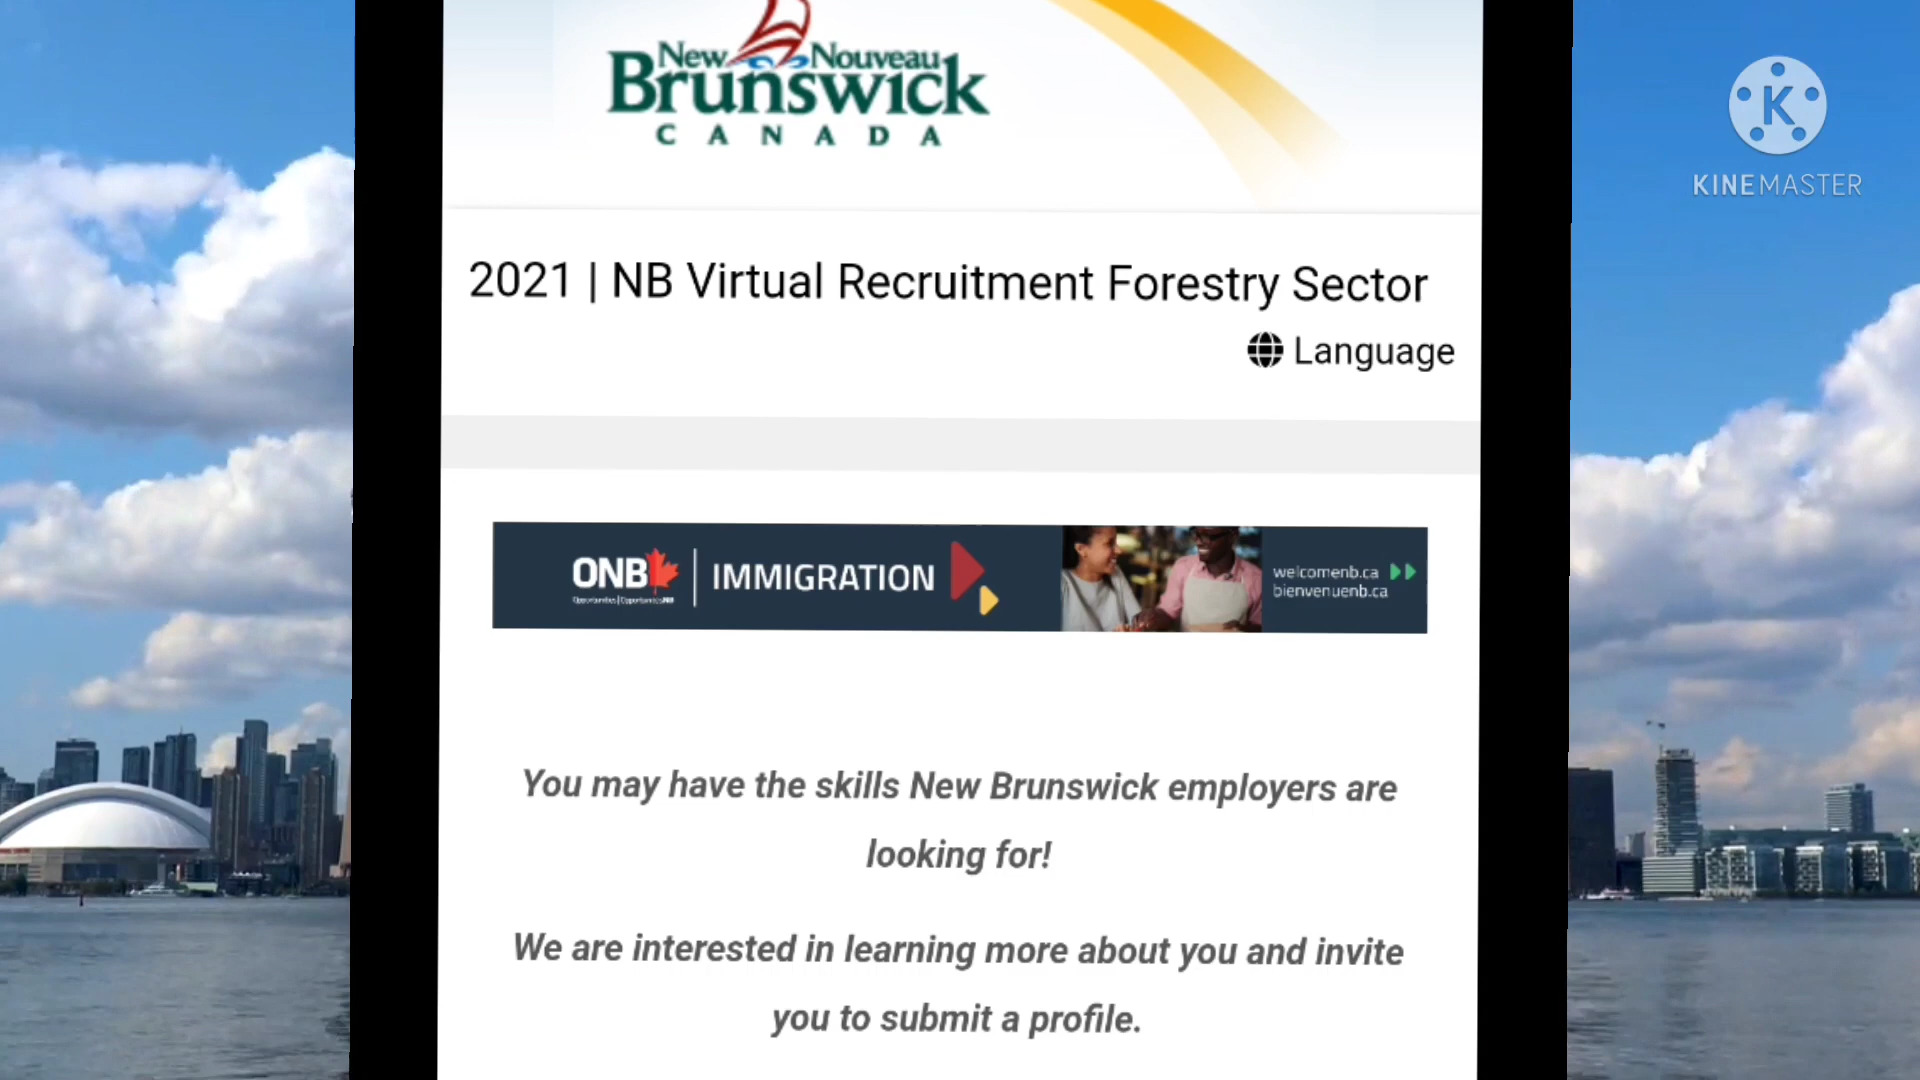 New Nouveau
Brunswick
CANADA
K
KINEMASTER
2021 | NB Virtual Recruitment Forestry Sector
Language
ONB
IMMIGRATION
welcomenb.ca
bienvenuenb.ca
You may have the skills New Brunswick employers are
looking for!
We are interested in learning more about you and invite
you to submit a profile.